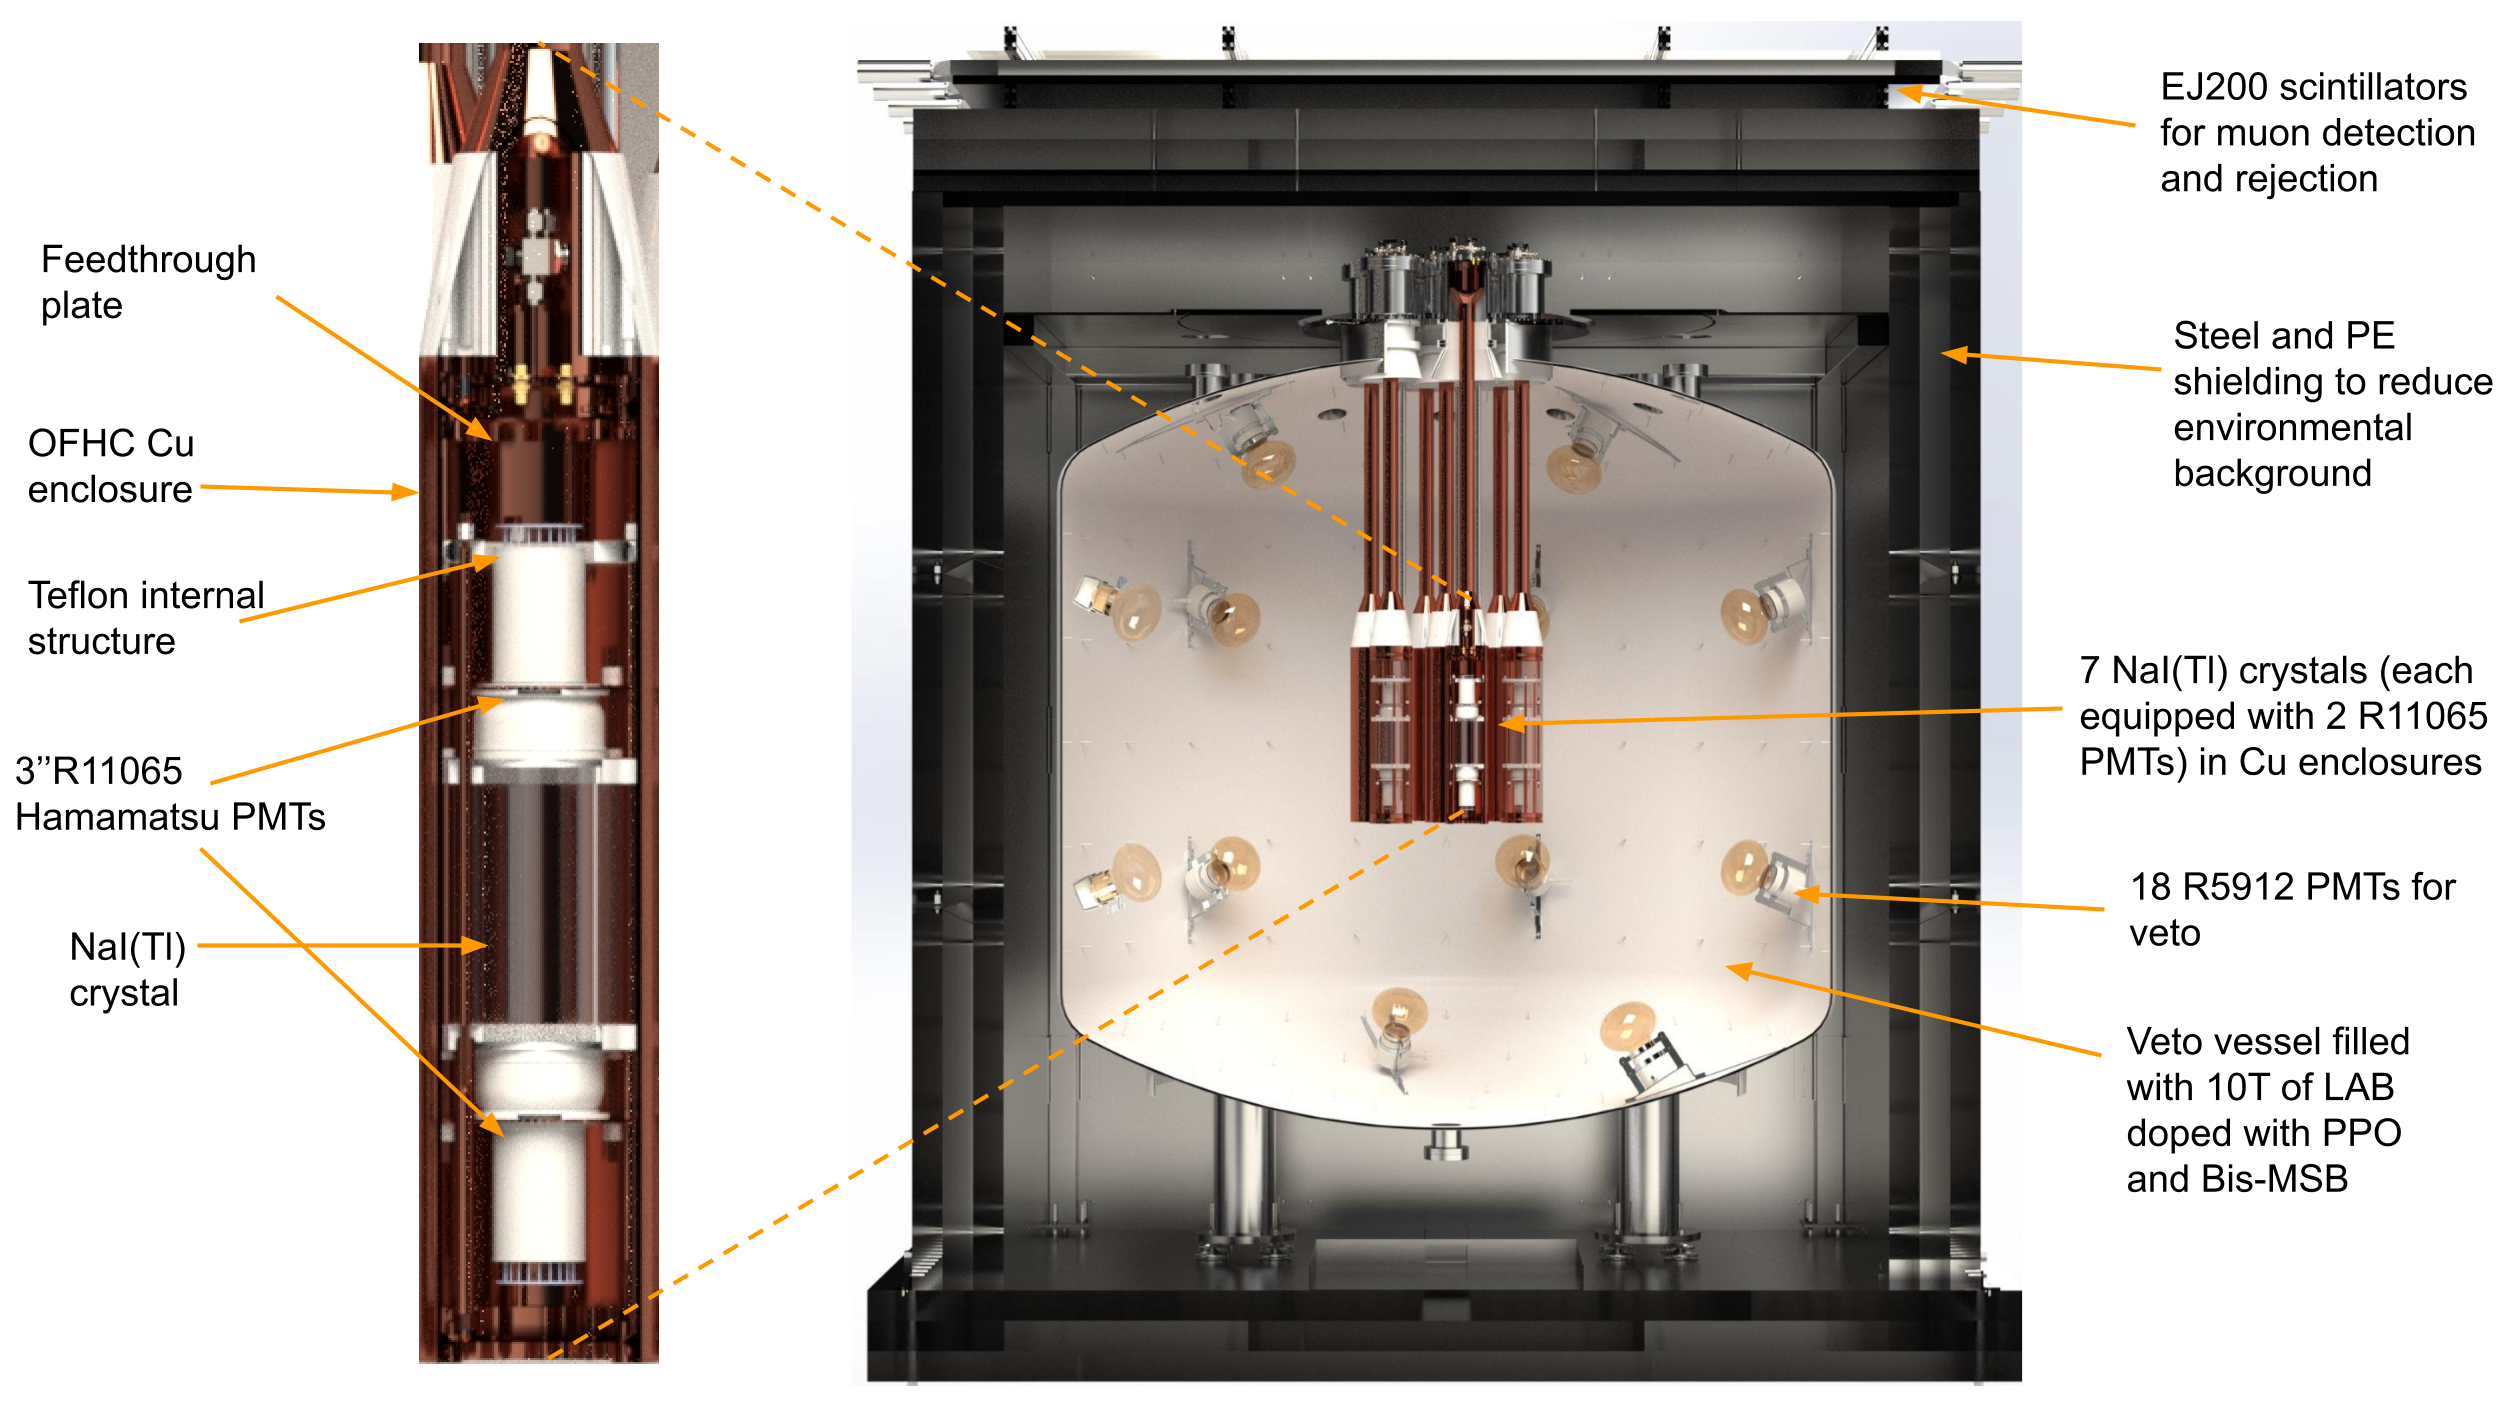 Feedthrough
plate
OFHC Cu
enclosure
Teflon internal
structure
3’’R11065
Hamamatsu PMTs
NaI(Tl)
crystal
EJ200 scintillators
for muon detection
and rejection
Steel and PE
shielding to reduce
environmental
background
7 NaI(Tl) crystals (each
equipped with 2 R11065
PMTs) in Cu enclosures
18 R5912 PMTs for
veto
Veto vessel filled
with 10T of LAB
doped with PPO
and Bis-MSB